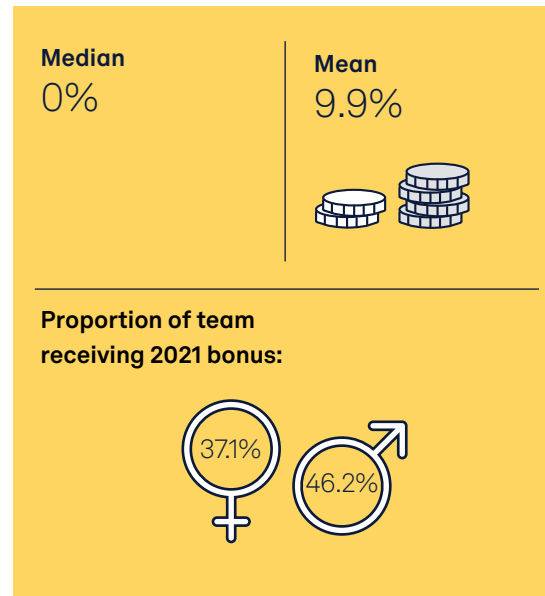 Median
0%
Mean
9.9%
Proportion of team
receiving 2021 bonus:
37.1%
46.2%